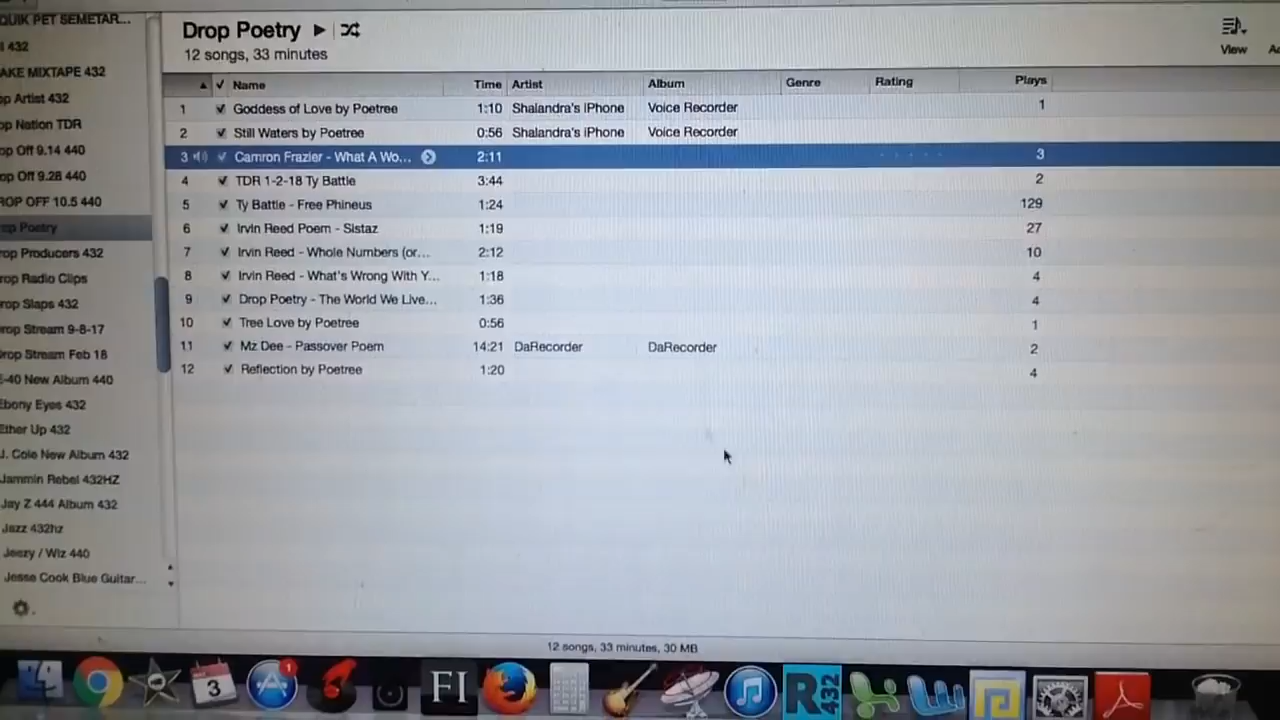 QUIK PET SEMETAR...
432
AKE MIXTAPE 432
op Artist 432
op Nation TDR
op Off 9.14 440
op Off 9.28 440
ROP OFF 10.5 440
op Poetry
rop Producers 432
rop Radio Clips
rop Slaps 432
rop Stream 9-8-17
rop Stream Feb 18
E-40 New Album 440
Ebony Eyes 432
Ether Up 432
J. Cole New Album 432
Jammin Rebel 432HZ
Jay Z 444 Album 432
Jazz 432hz
Jeezy / Wiz 440
Jesse Cook Blue Guitar...
Drop Poetry
12 songs, 33 minutes
View
Name Time Artist Album Genre Rating Plays
1 Goddess of Love by Poetree 1:10 Shalandra's iPhone Voice Recorder 1
2 Still Waters by Poetree 0:56 Shalandra's iPhone Voice Recorder
3 Camron Frazier - What A Wo... 2:11 3
4 TDR 1-2-18 Ty Battle 3:44 2
5 Ty Battle - Free Phineus 1:24 129
6 Irvin Reed Poem - Sistaz 1:19 27
7 Irvin Reed - Whole Numbers (or... 2:12 10
8 Irvin Reed - What's Wrong With Y... 1:18 4
9 Drop Poetry - The World We Live... 1:36 4
10 Tree Love by Poetree 0:56 1
11 Mz Dee - Passover Poem 14:21 DaRecorder DaRecorder 2
12 Reflection by Poetree 1:20 4
12 songs, 33 minutes, 30 MB
3
1
FI
R 432